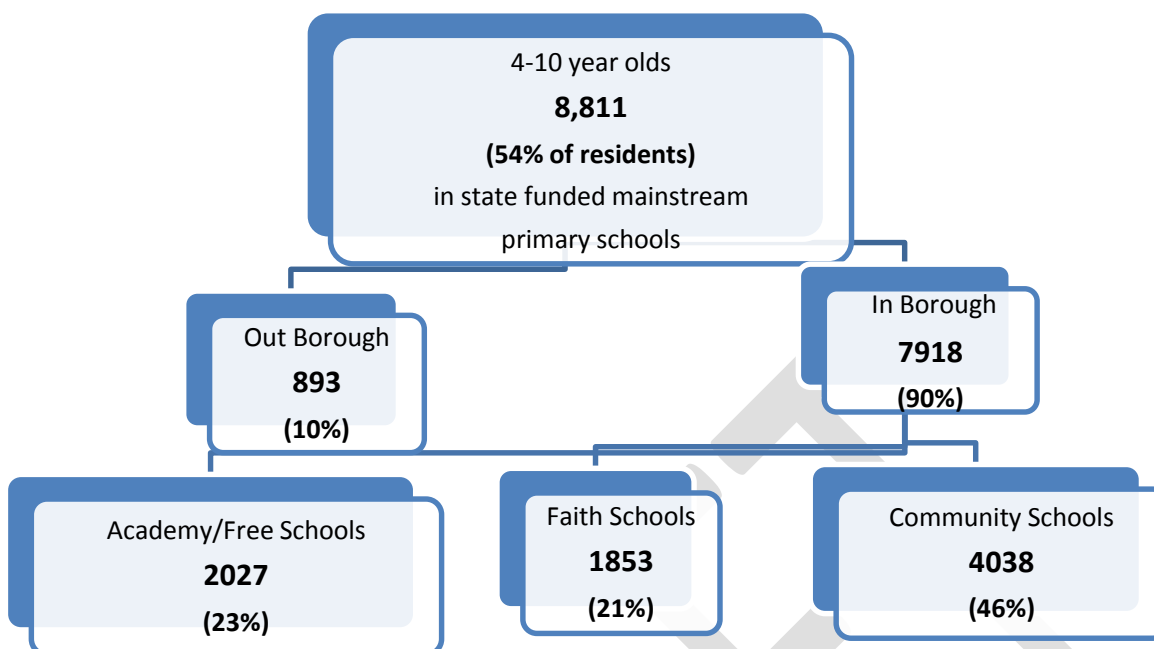 4-10 year olds
8,811
(54% of residents)
in state funded mainstream
primary schools
Out Borough
893
(10%)
In Borough
7918
(90%)
Academy/Free Schools
2027
(23%)
Faith Schools
1853
(21%)
Community Schools
4038
(46%)